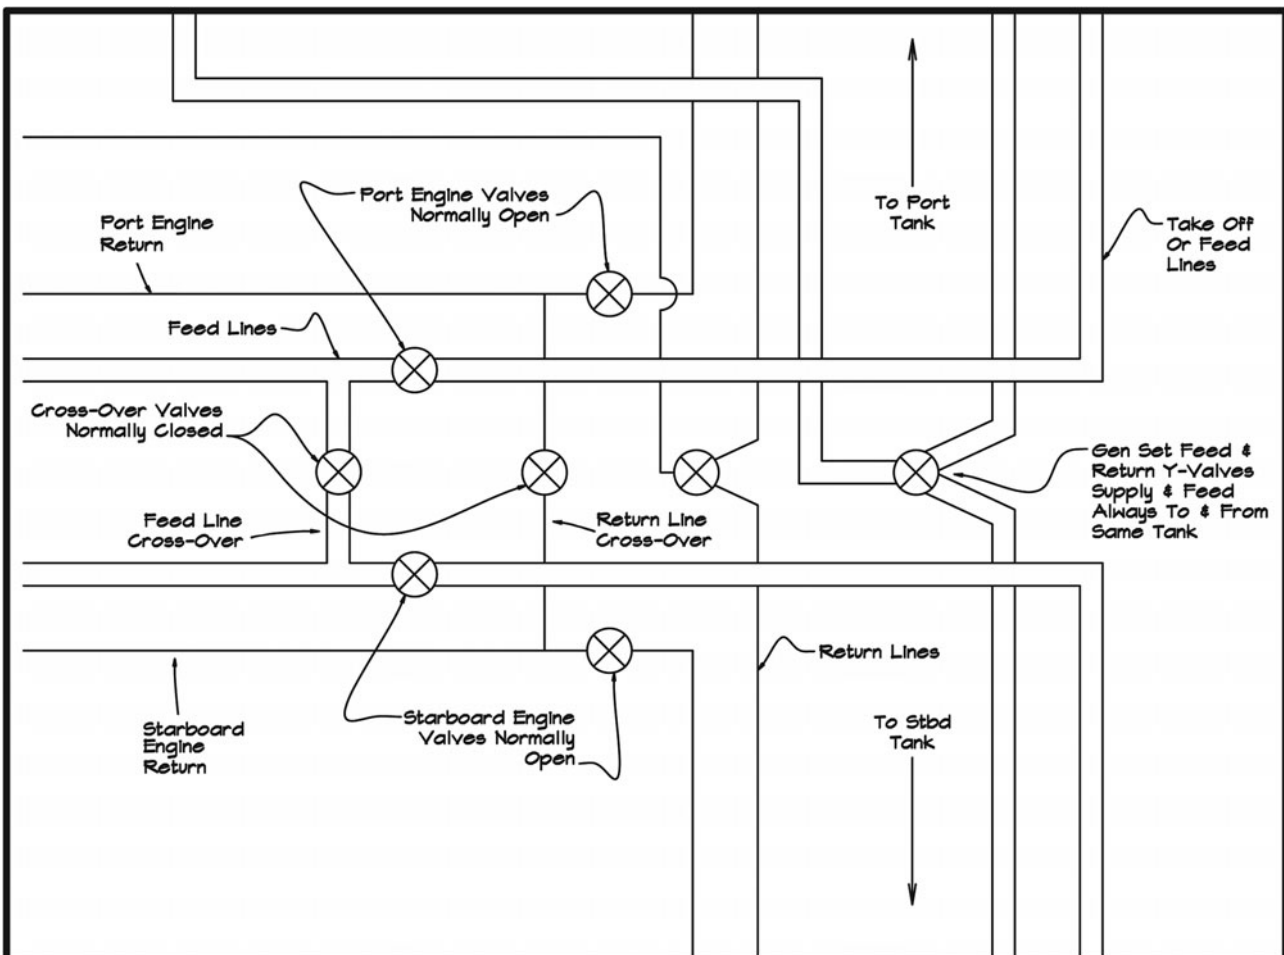 Port Engine Valves
Normally Open
To Port
Tank
Port Engine
Return
Take Off
Or Feed
Lines
Feed Lines
Cross-Over Valves
Normally Closed
Gen Set Feed &
Return Y-Valves
Supply & Feed
Always To & From
Same Tank
Feed Line
Cross-Over
Return Line
Cross-Over
Return Lines
Starboard
Engine
Return
Starboard Engine
Valves Normally
Open
To Stbd
Tank